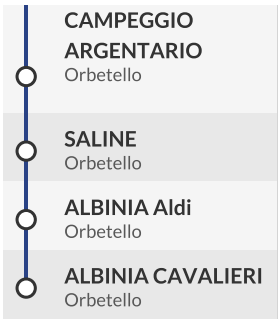 CAMPEGGIO
ARGENTARIO
Orbetello
SALINE
Orbetello
ALBINIA Aldi
Orbetello
ALBINIA CAVALIERI
Orbetello